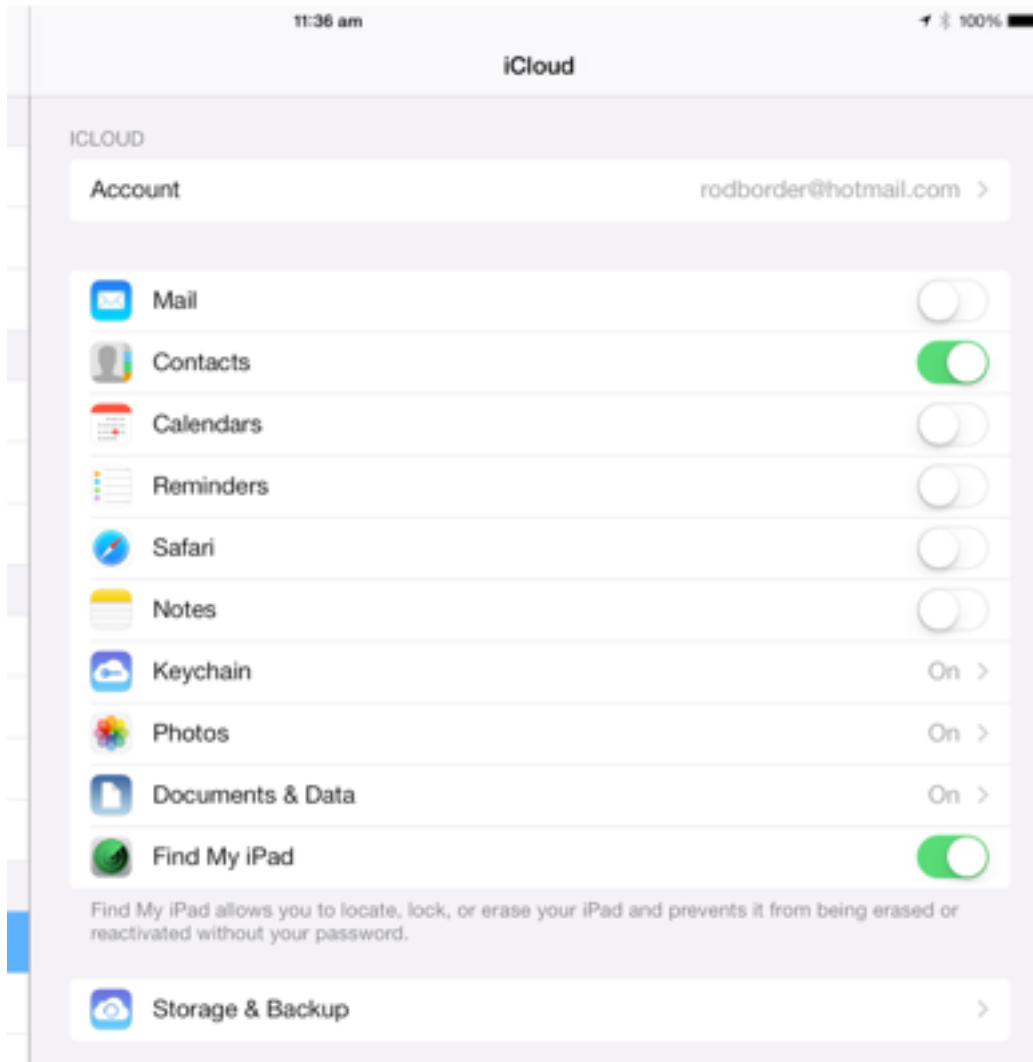 11:36 am 100%
iCloud
ICLOUD
Account rodborder@hotmail.com
Mail
Contacts
Calendars
Reminders
Safari
Notes
Keychain On
Photos On
Documents & Data On
Find My iPad
Find My iPad allows you to locate, lock, or erase your iPad and prevents it from being erased or
reactivated without your password.
Storage & Backup